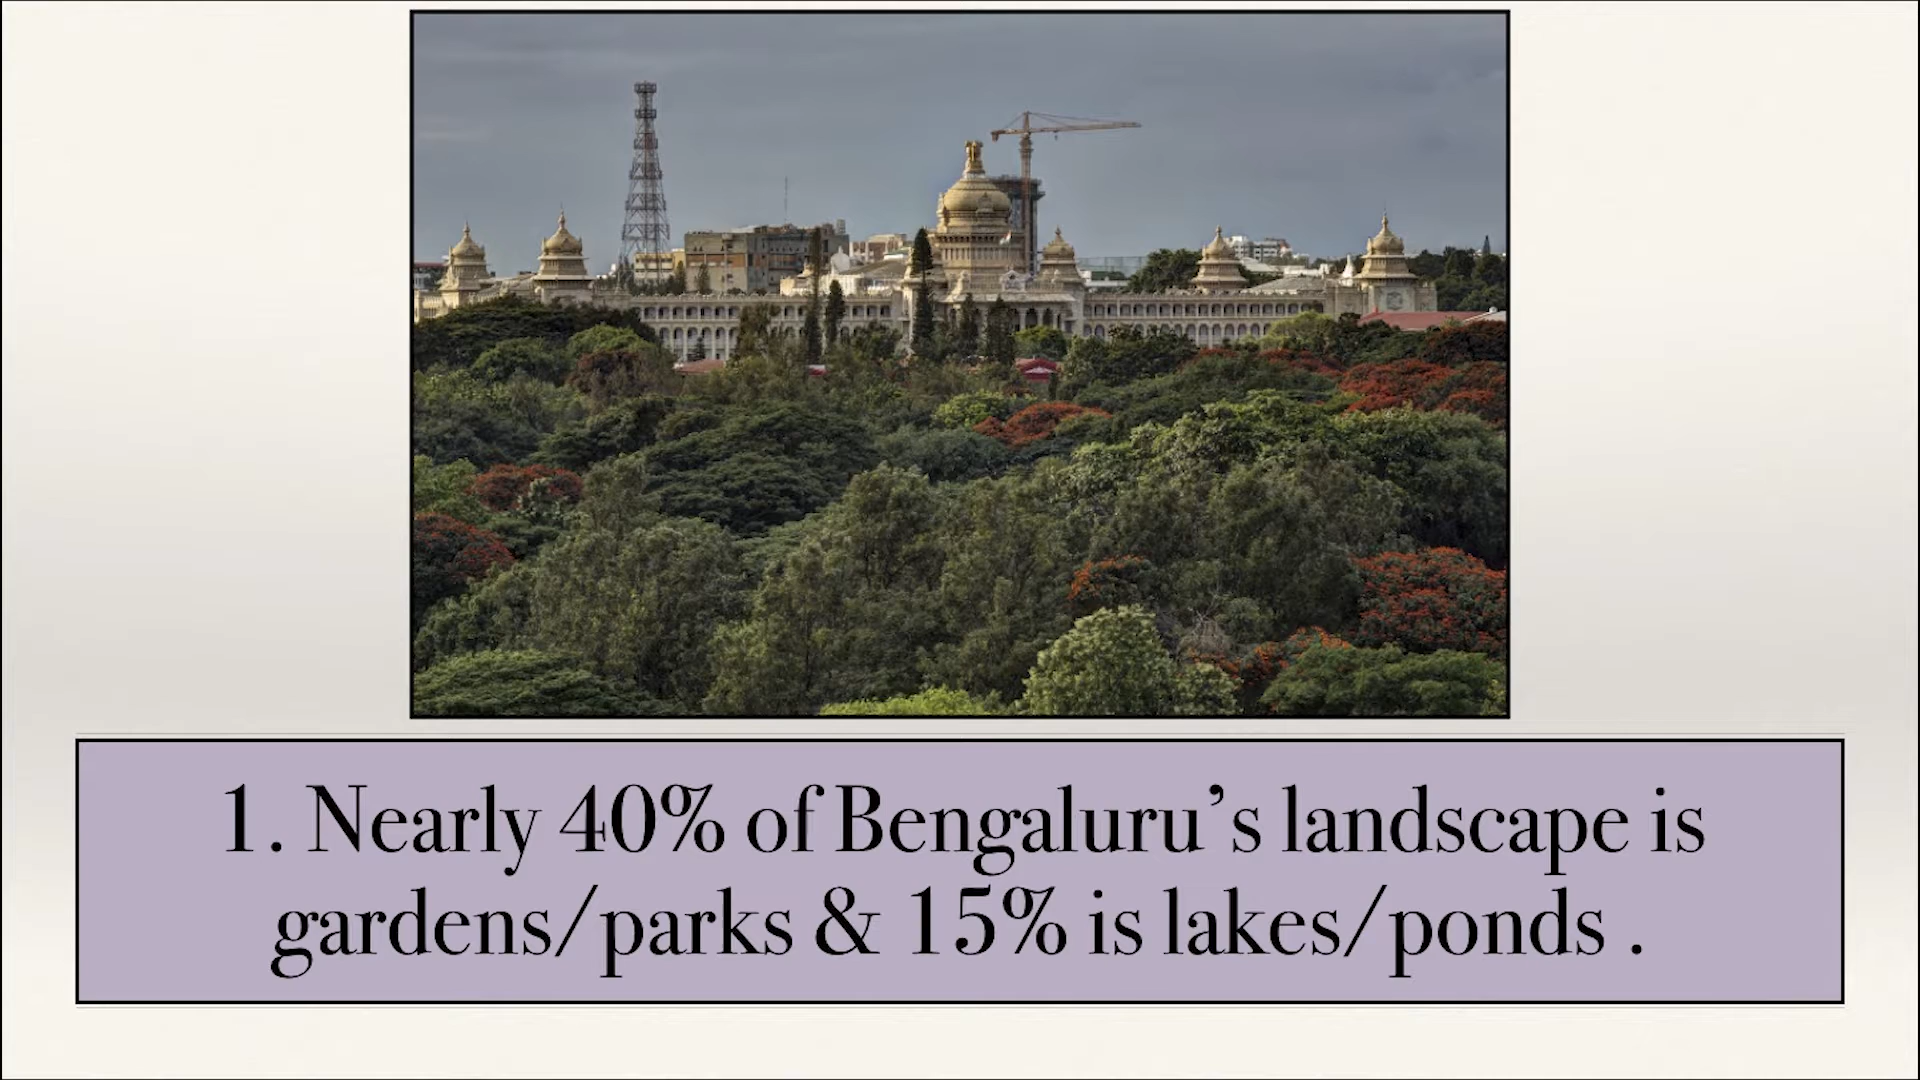 1. Nearly 40% of Bengaluru’s landscape is
gardens/parks & 15% is lakes/ponds .